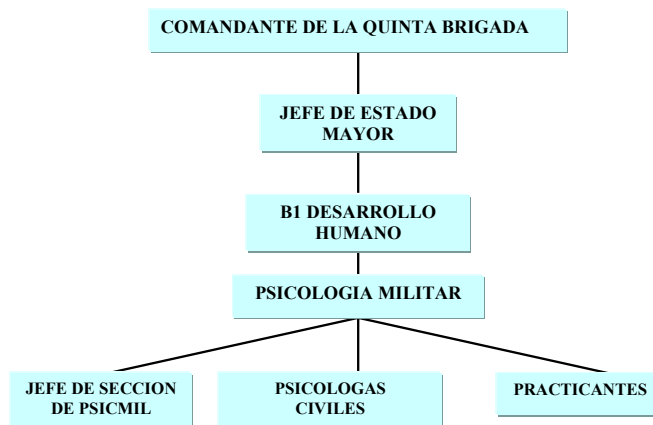 COMANDANTE DE LA QUINTA BRIGADA
JEFE DE ESTADO
MAYOR
B1 DESARROLLO
HUMANO
PSICOLOGIA MILITAR
JEFE DE SECCION
DE PSICMIL
PSICOLOGAS
CIVILES
PRACTICANTES